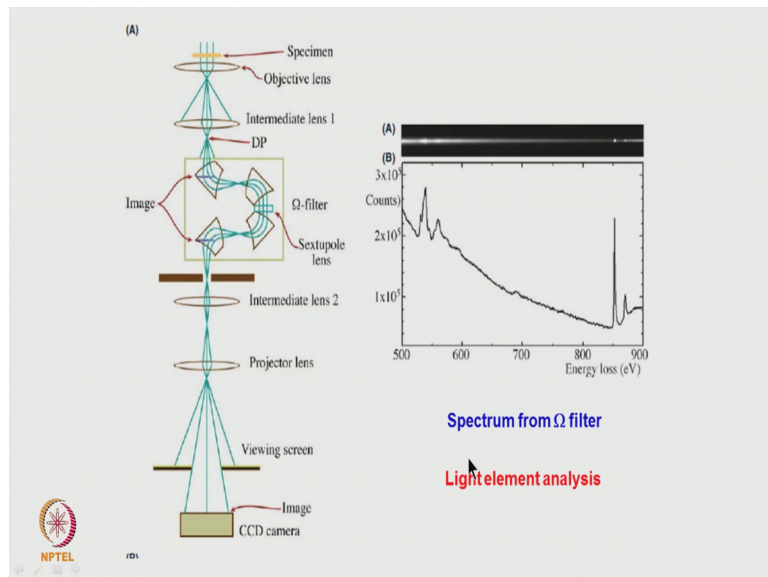 (A)
Specimen
Objective lens
Intermediate lens 1
DP
Image
Ω-filter
Sextupole
lens
Intermediate lens 2
Projector lens
Viewing screen
Image
CCD camera
(B)
(A)
(B)
3x10⁵
Counts)
2x10⁵
1x10⁵
500 600 700 800 900
Energy loss (eV)
Spectrum from Ω filter
Light element analysis
NPTEL